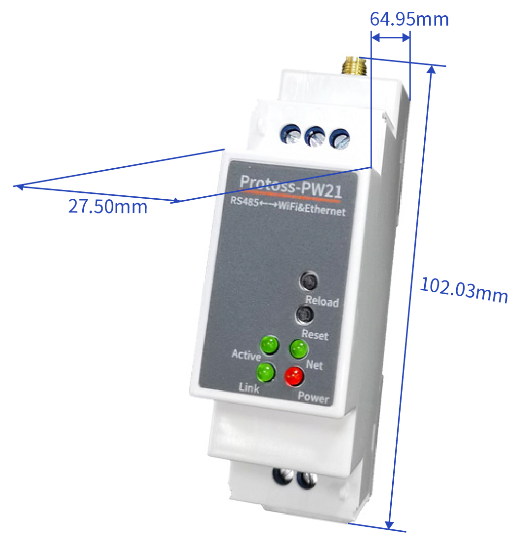 64.95mm
27.50mm
Protoss-PW21
RS485←→WiFi&Ethernet
102.03mm
Reload
Reset
Active
Net
Link
Power